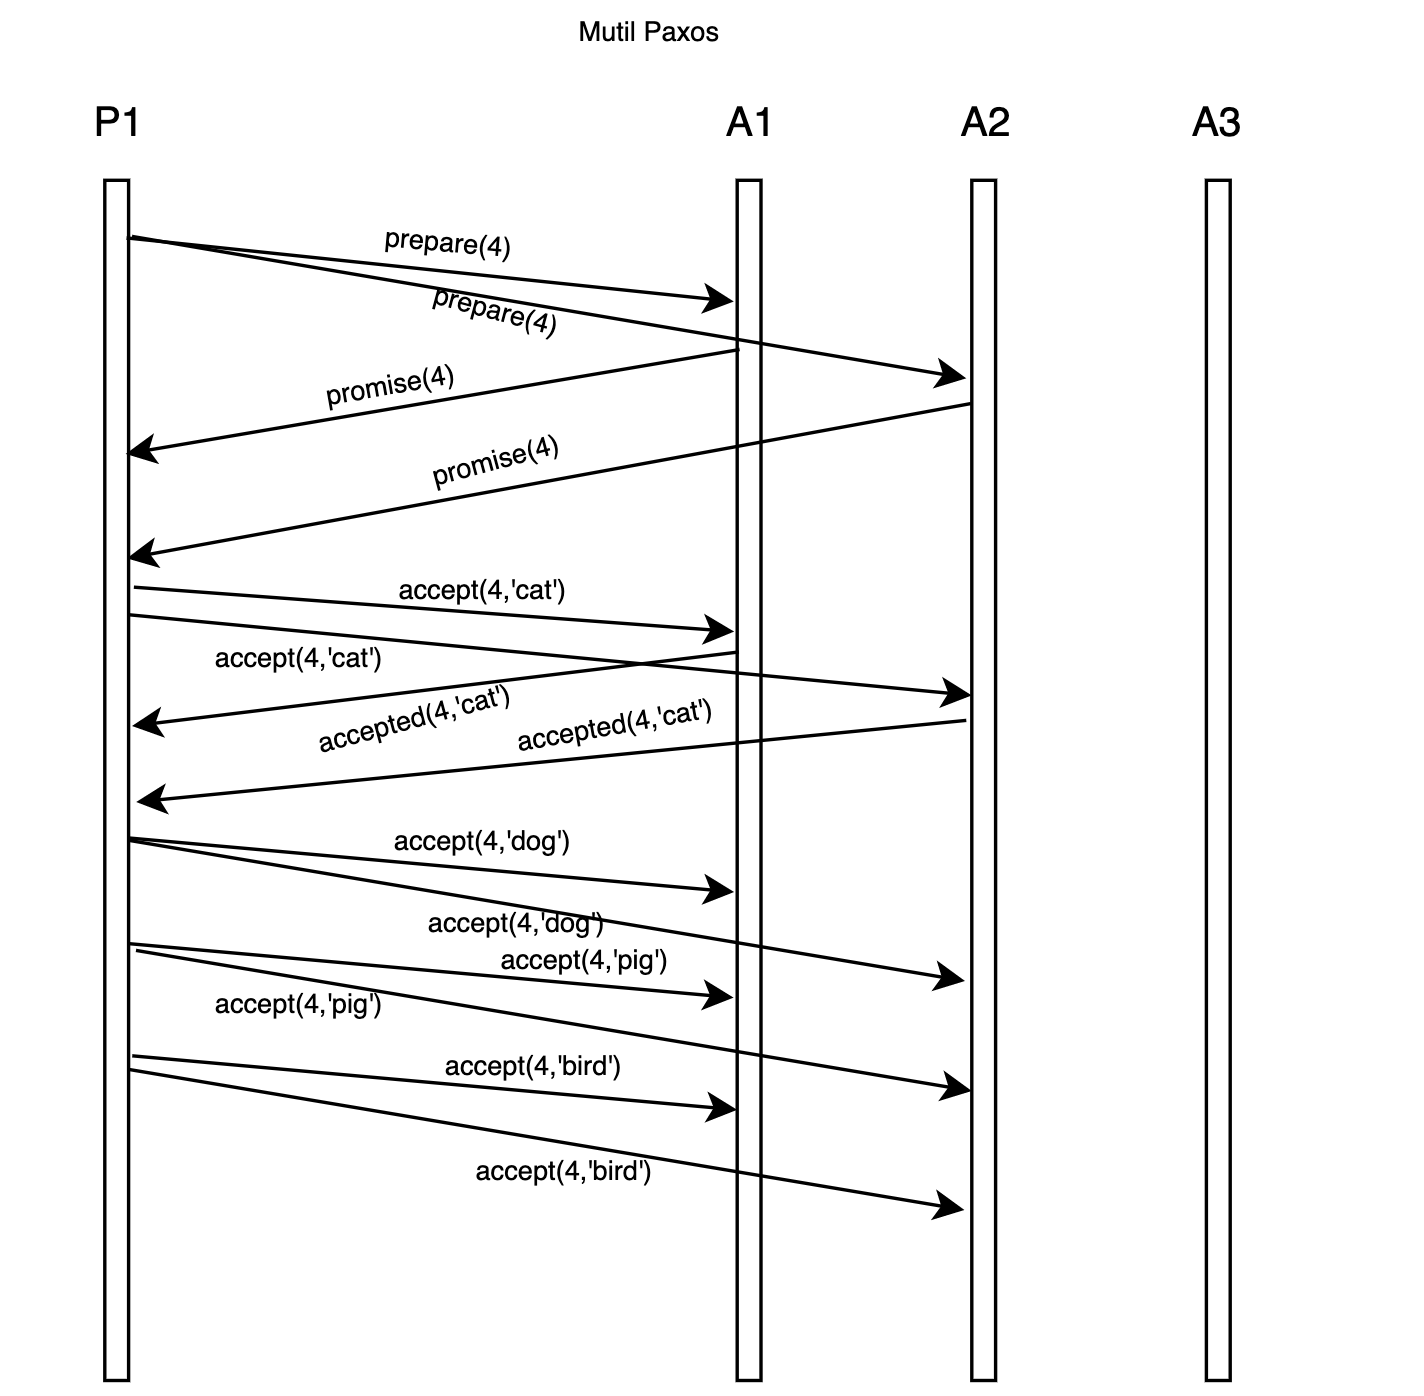 Mutil Paxos
P1
A1
A2
A3
prepare(4)
prepare(4)
promise(4)
promise(4)
accept(4,'cat')
accept(4,'cat')
accepted(4,'cat')
accepted(4,'cat')
accept(4,'dog')
accept(4,'dog')
accept(4,'pig')
accept(4,'pig')
accept(4,'bird')
accept(4,'bird')